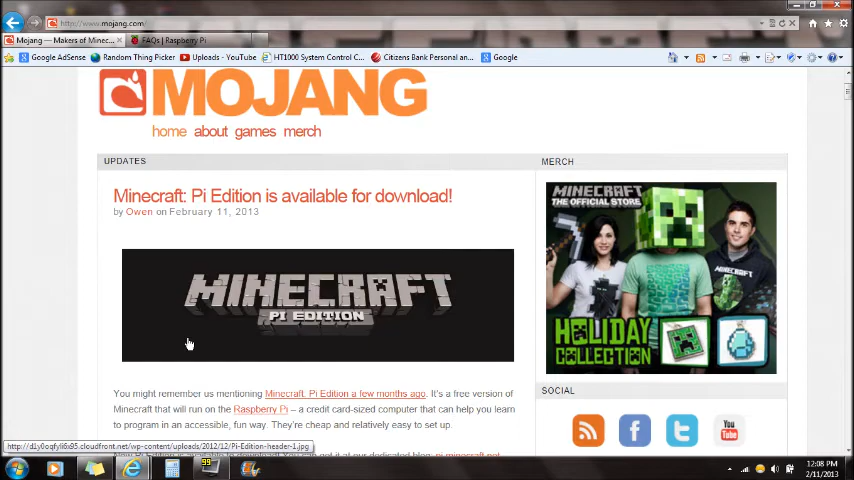 http://www.mojang.com
Mojang — Makers of Minec...
FAQs | Raspberry Pi
Google AdSense
Random Thing Picker
Uploads - YouTube
HT1000 System Control C...
Citizens Bank Personal an...
Google
MOJANG
home about games merch
UPDATES
MERCH
Minecraft: Pi Edition is available for download!
by Owen on February 11, 2013
MINECRAFT
PI EDITION
MINECRAFT
THE OFFICIAL STORE
HOLIDAY
COLLECTION
You might remember us mentioning Minecraft: Pi Edition a few months ago. It's a free version of
Minecraft that will run on the Raspberry Pi – a credit card-sized computer that can help you learn
to program in an accessible, fun way. They're cheap and relatively easy to set up.
SOCIAL
You
Tube
http://d1y0oqfyli6x95.cloudfront.net/wp-content/uploads/2012/12/Pi-Edition-header-1.jpg
99
12:08 PM
2/11/2013